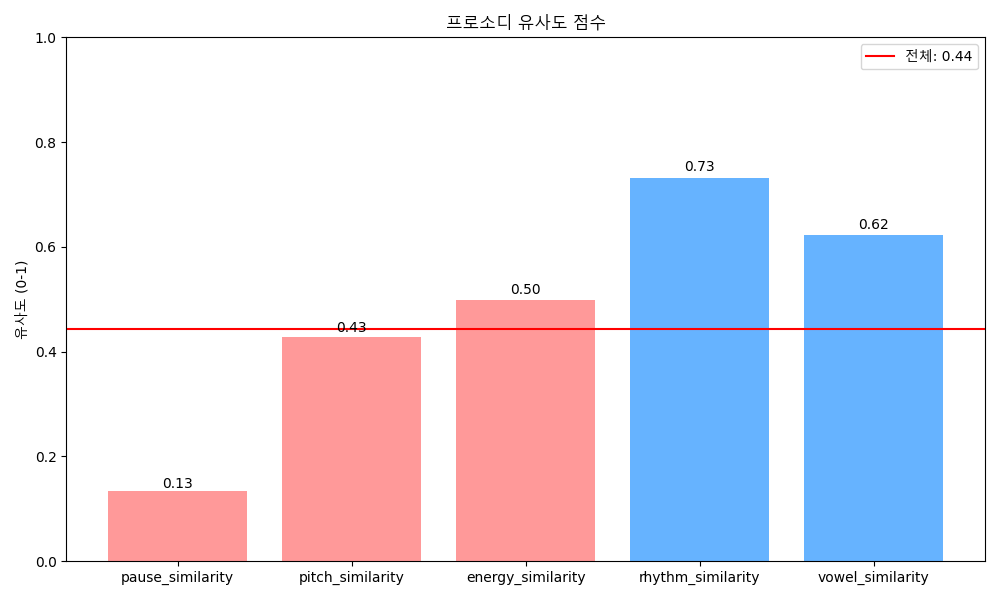 프로소디 유사도 점수
전체: 0.44
유사도 (0-1)
1.0
0.8
0.6
0.4
0.2
0.0
0.13
0.43
0.50
0.73
0.62
pause_similarity
pitch_similarity
energy_similarity
rhythm_similarity
vowel_similarity